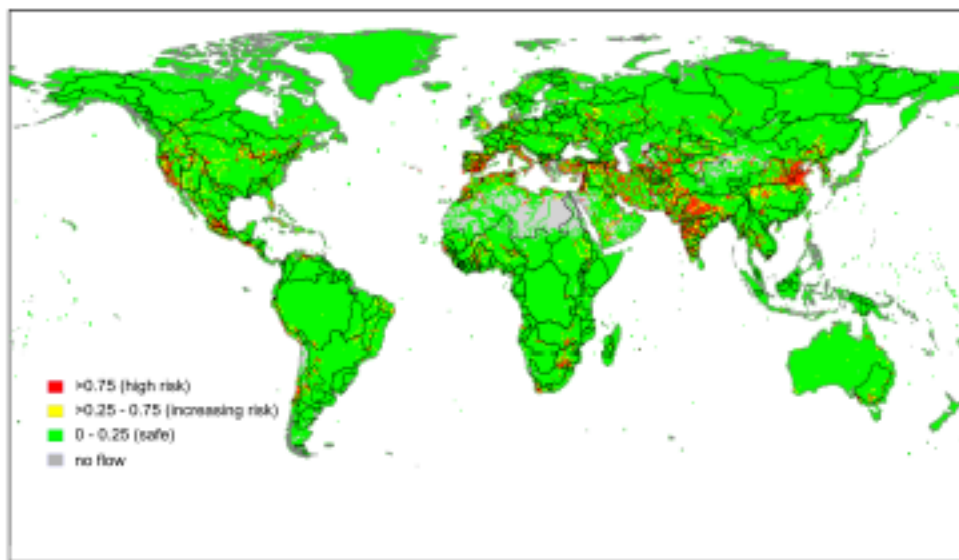 >0.75 (high risk)
>0.25 - 0.75 (increasing risk)
0 - 0.25 (safe)
no flow